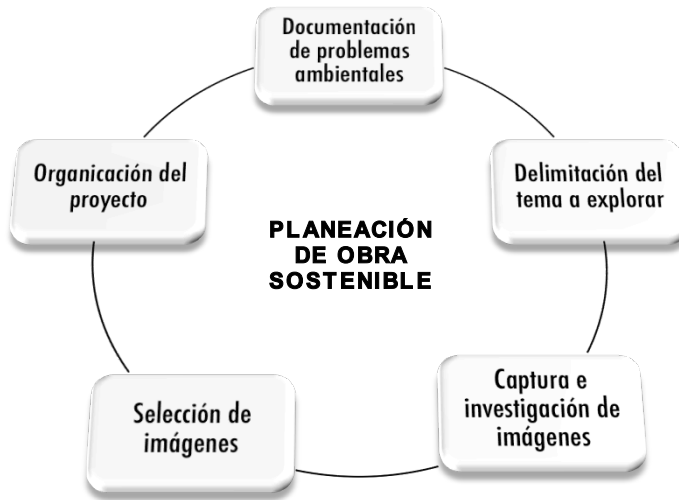 Documentación
de problemas
ambientales
Delimitación del
tema a explorar
Captura e
investigación de
imágenes
Selección de
imágenes
Organicación del
proyecto
PLANEACIÓN
DE OBRA
SOSTENIBLE